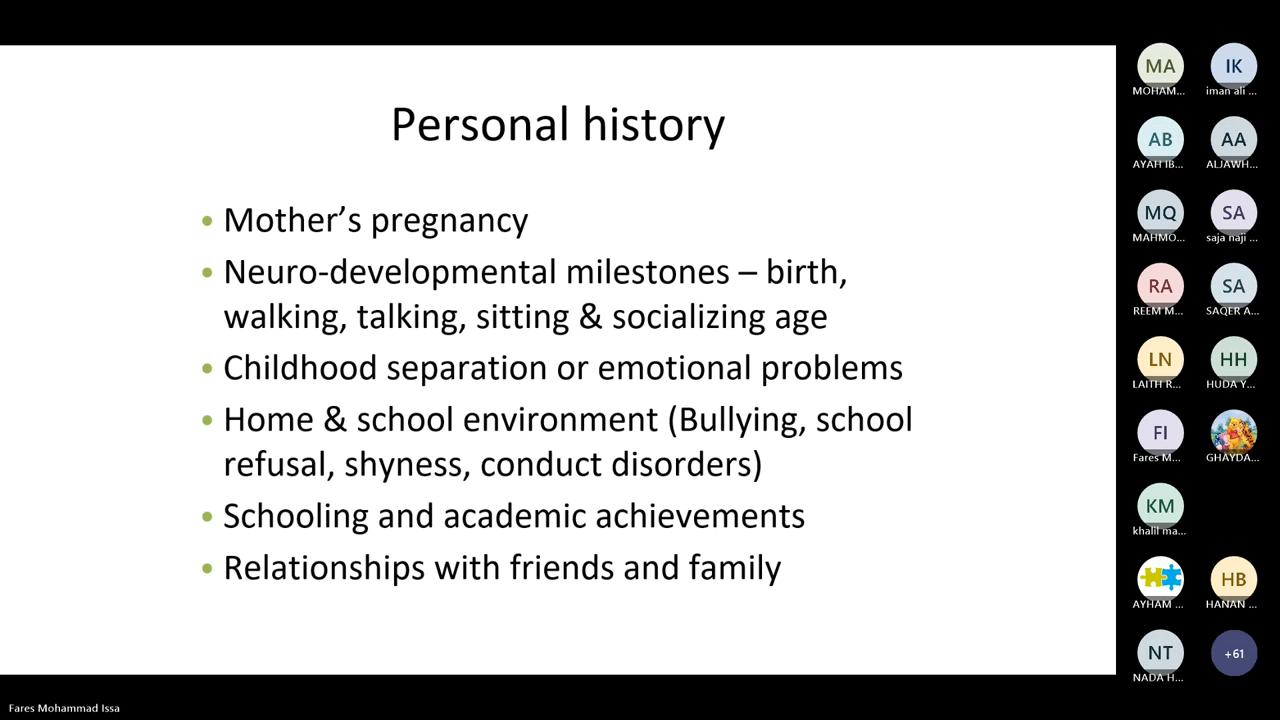 Personal history
• Mother’s pregnancy
• Neuro-developmental milestones – birth,
walking, talking, sitting & socializing age
• Childhood separation or emotional problems
• Home & school environment (Bullying, school
refusal, shyness, conduct disorders)
• Schooling and academic achievements
• Relationships with friends and family
MA
MOHAM...
IK
iman ali ...
AB
AYAH IB...
AA
ALJAWH...
MQ
MAHMO...
SA
saja naji ...
RA
REEM M...
SA
SAQER A...
LN
LAITH R...
HH
HUDA Y...
FI
Fares M...
GHAYDA...
KM
khalil ma...
AYHAM ...
HB
HANAN ...
NT
NADA H...
+61
Fares Mohammad Issa